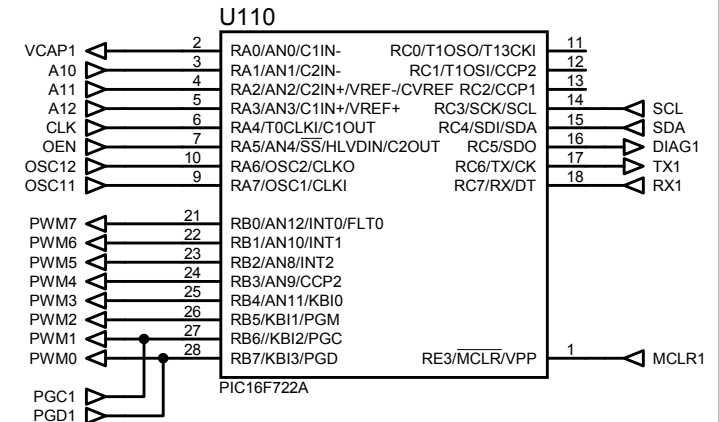 U110
VCAP1 2 RA0/AN0/C1IN- RC0/T1OSO/T13CKI 11
A10 3 RA1/AN1/C2IN- RC1/T1OSI/CCP2 12
A11 4 RA2/AN2/C2IN+/VREF-/CVREF RC2/CCP1 13
A12 5 RA3/AN3/C1IN+/VREF+ RC3/SCK/SCL 14 SCL
CLK 6 RA4/T0CLKI/C1OUT RC4/SDI/SDA 15 SDA
OEN 7 RA5/AN4/SS/HLVDIN/C2OUT RC5/SDO 16 DIAG1
OSC12 10 RA6/OSC2/CLKO RC6/TX/CK 17 TX1
OSC11 9 RA7/OSC1/CLKI RC7/RX/DT 18 RX1
PWM7 21 RB0/AN12/INT0/FLT0
PWM6 22 RB1/AN10/INT1
PWM5 23 RB2/AN8/INT2
PWM4 24 RB3/AN9/CCP2
PWM3 25 RB4/AN11/KBI0
PWM2 26 RB5/KBI1/PGM
PWM1 27 RB6//KBI2/PGC
PWM0 28 RB7/KBI3/PGD RE3/MCLR/VPP 1 MCLR1
PIC16F722A
PGC1
PGD1